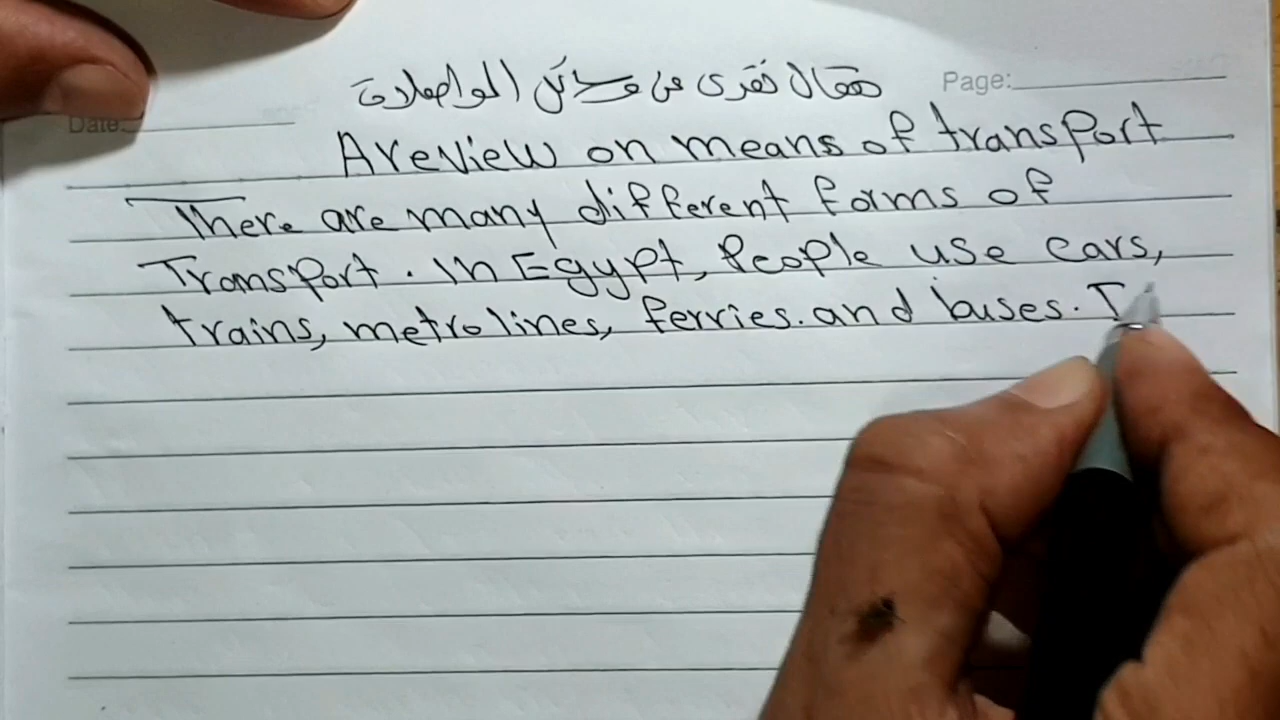 مقال نقدى عن وسائل المواصلات
Page:
Date:
A review on means of transport
There are many different forms of
Transport. In Egypt, People use cars,
trains, metro lines, ferries. and buses. I